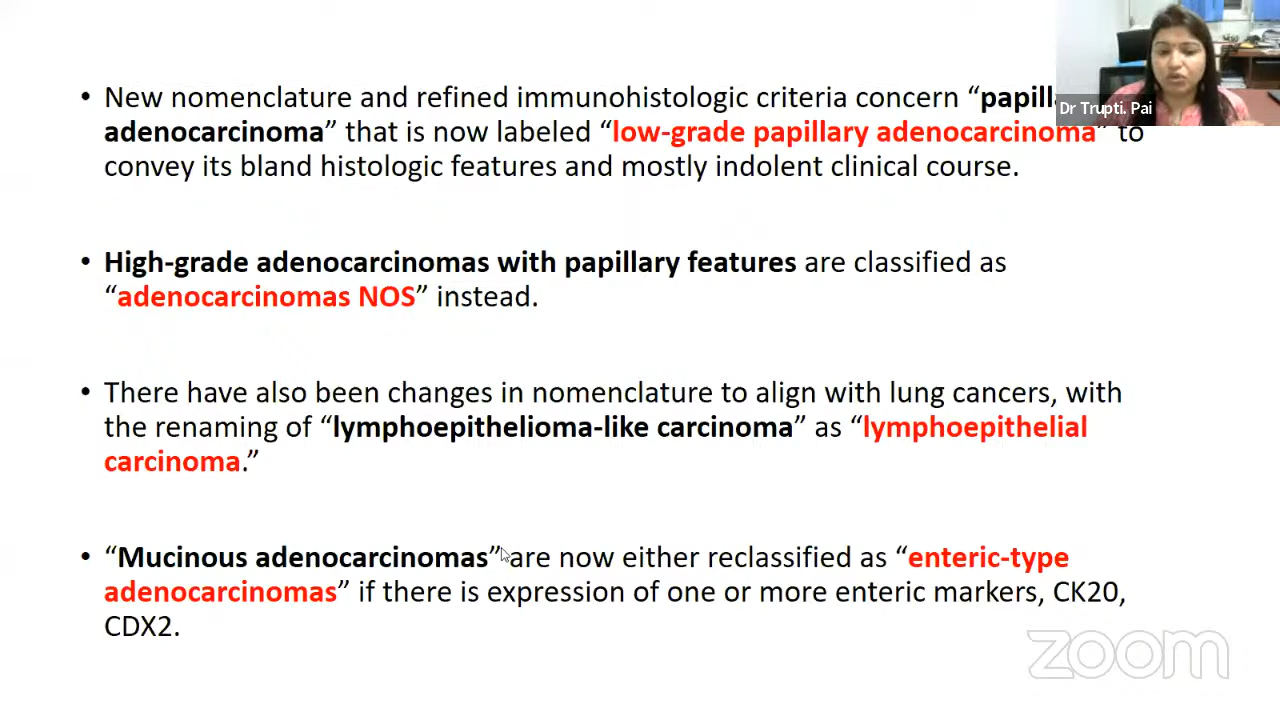 • New nomenclature and refined immunohistologic criteria concern “papill
adenocarcinoma” that is now labeled “low-grade papillary adenocarcinoma” to
convey its bland histologic features and mostly indolent clinical course.
• High-grade adenocarcinomas with papillary features are classified as
“adenocarcinomas NOS” instead.
• There have also been changes in nomenclature to align with lung cancers, with
the renaming of “lymphoepithelioma-like carcinoma” as “lymphoepithelial
carcinoma.”
• “Mucinous adenocarcinomas” are now either reclassified as “enteric-type
adenocarcinomas” if there is expression of one or more enteric markers, CK20,
CDX2.
Dr Trupti. Pai
zoom